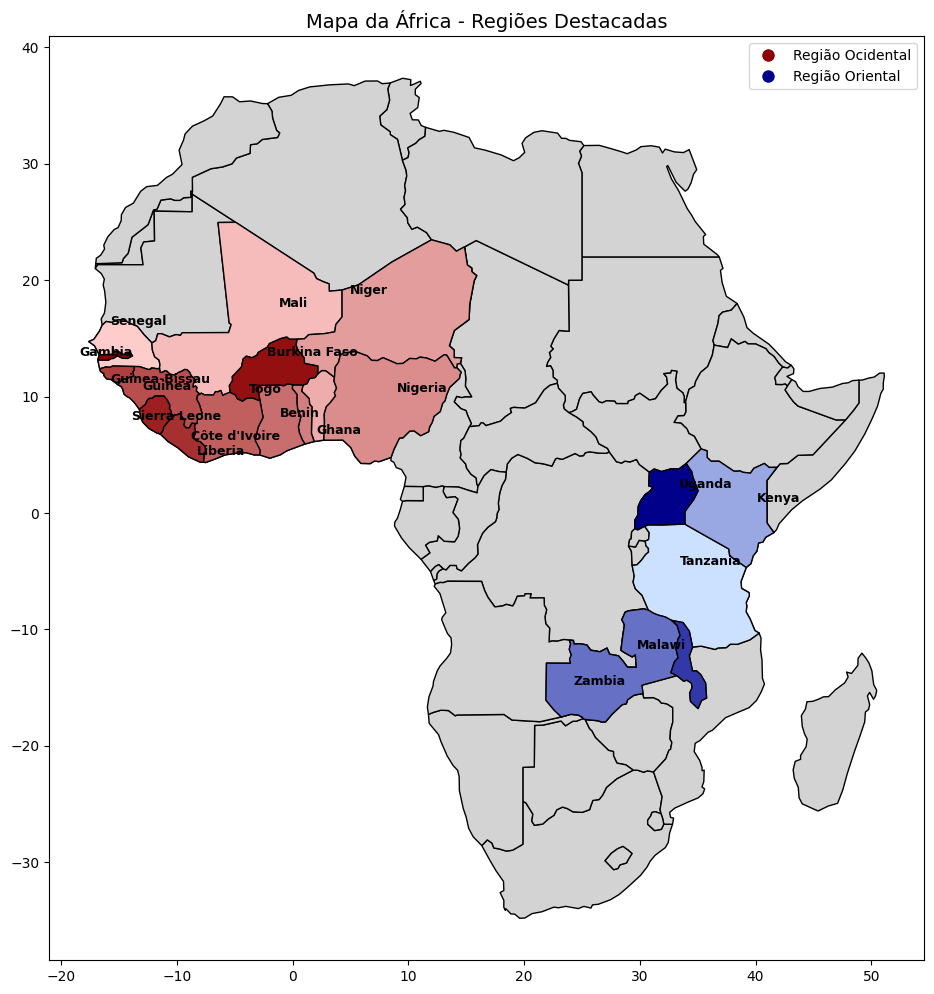 Mapa da África - Regiões Destacadas
Região Ocidental
Região Oriental
40
30
20
10
0
−10
−20
−30
−20
−10
0
10
20
30
40
50
Niger
Mali
Senegal
Gambia
Burkina Faso
Guinea-Bissau
Guinea
Togo
Nigeria
Sierra Leone
Benin
Ghana
Côte d'Ivoire
Liberia
Uganda
Kenya
Tanzania
Malawi
Zambia